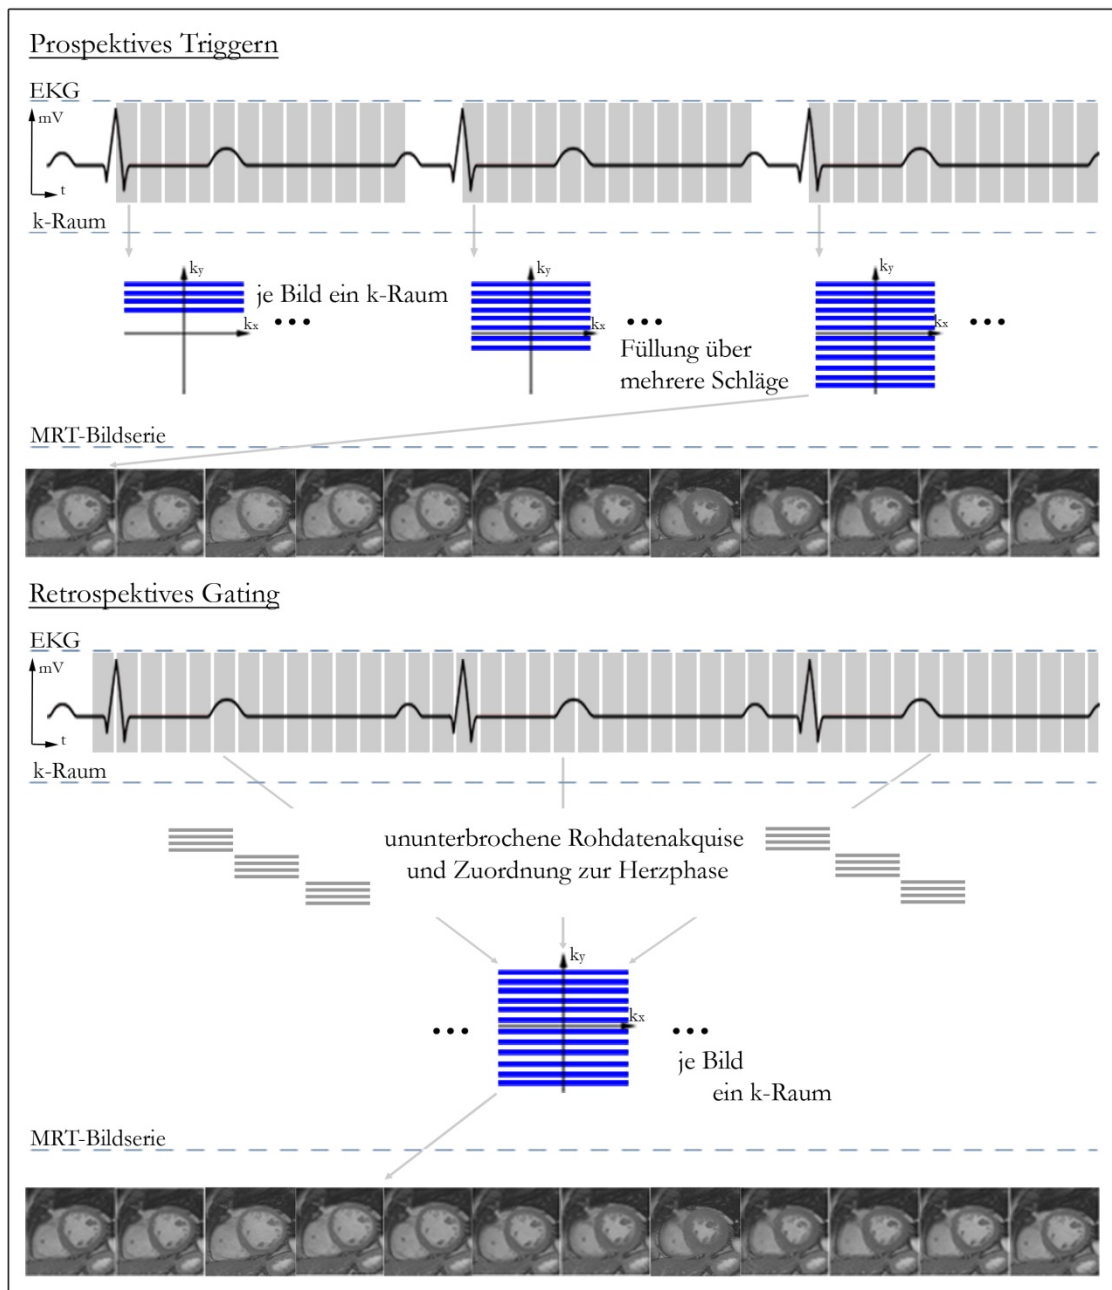 Prospektives Triggern
EKG
mV
t
k-Raum
ky
ky
ky
je Bild ein k-Raum
kx
kx
kx
Füllung über
mehrere Schläge
MRT-Bildserie
Retrospektives Gating
EKG
mV
t
k-Raum
ununterbrochene Rohdatenakquise
und Zuordnung zur Herzphase
ky
kx
je Bild
ein k-Raum
MRT-Bildserie